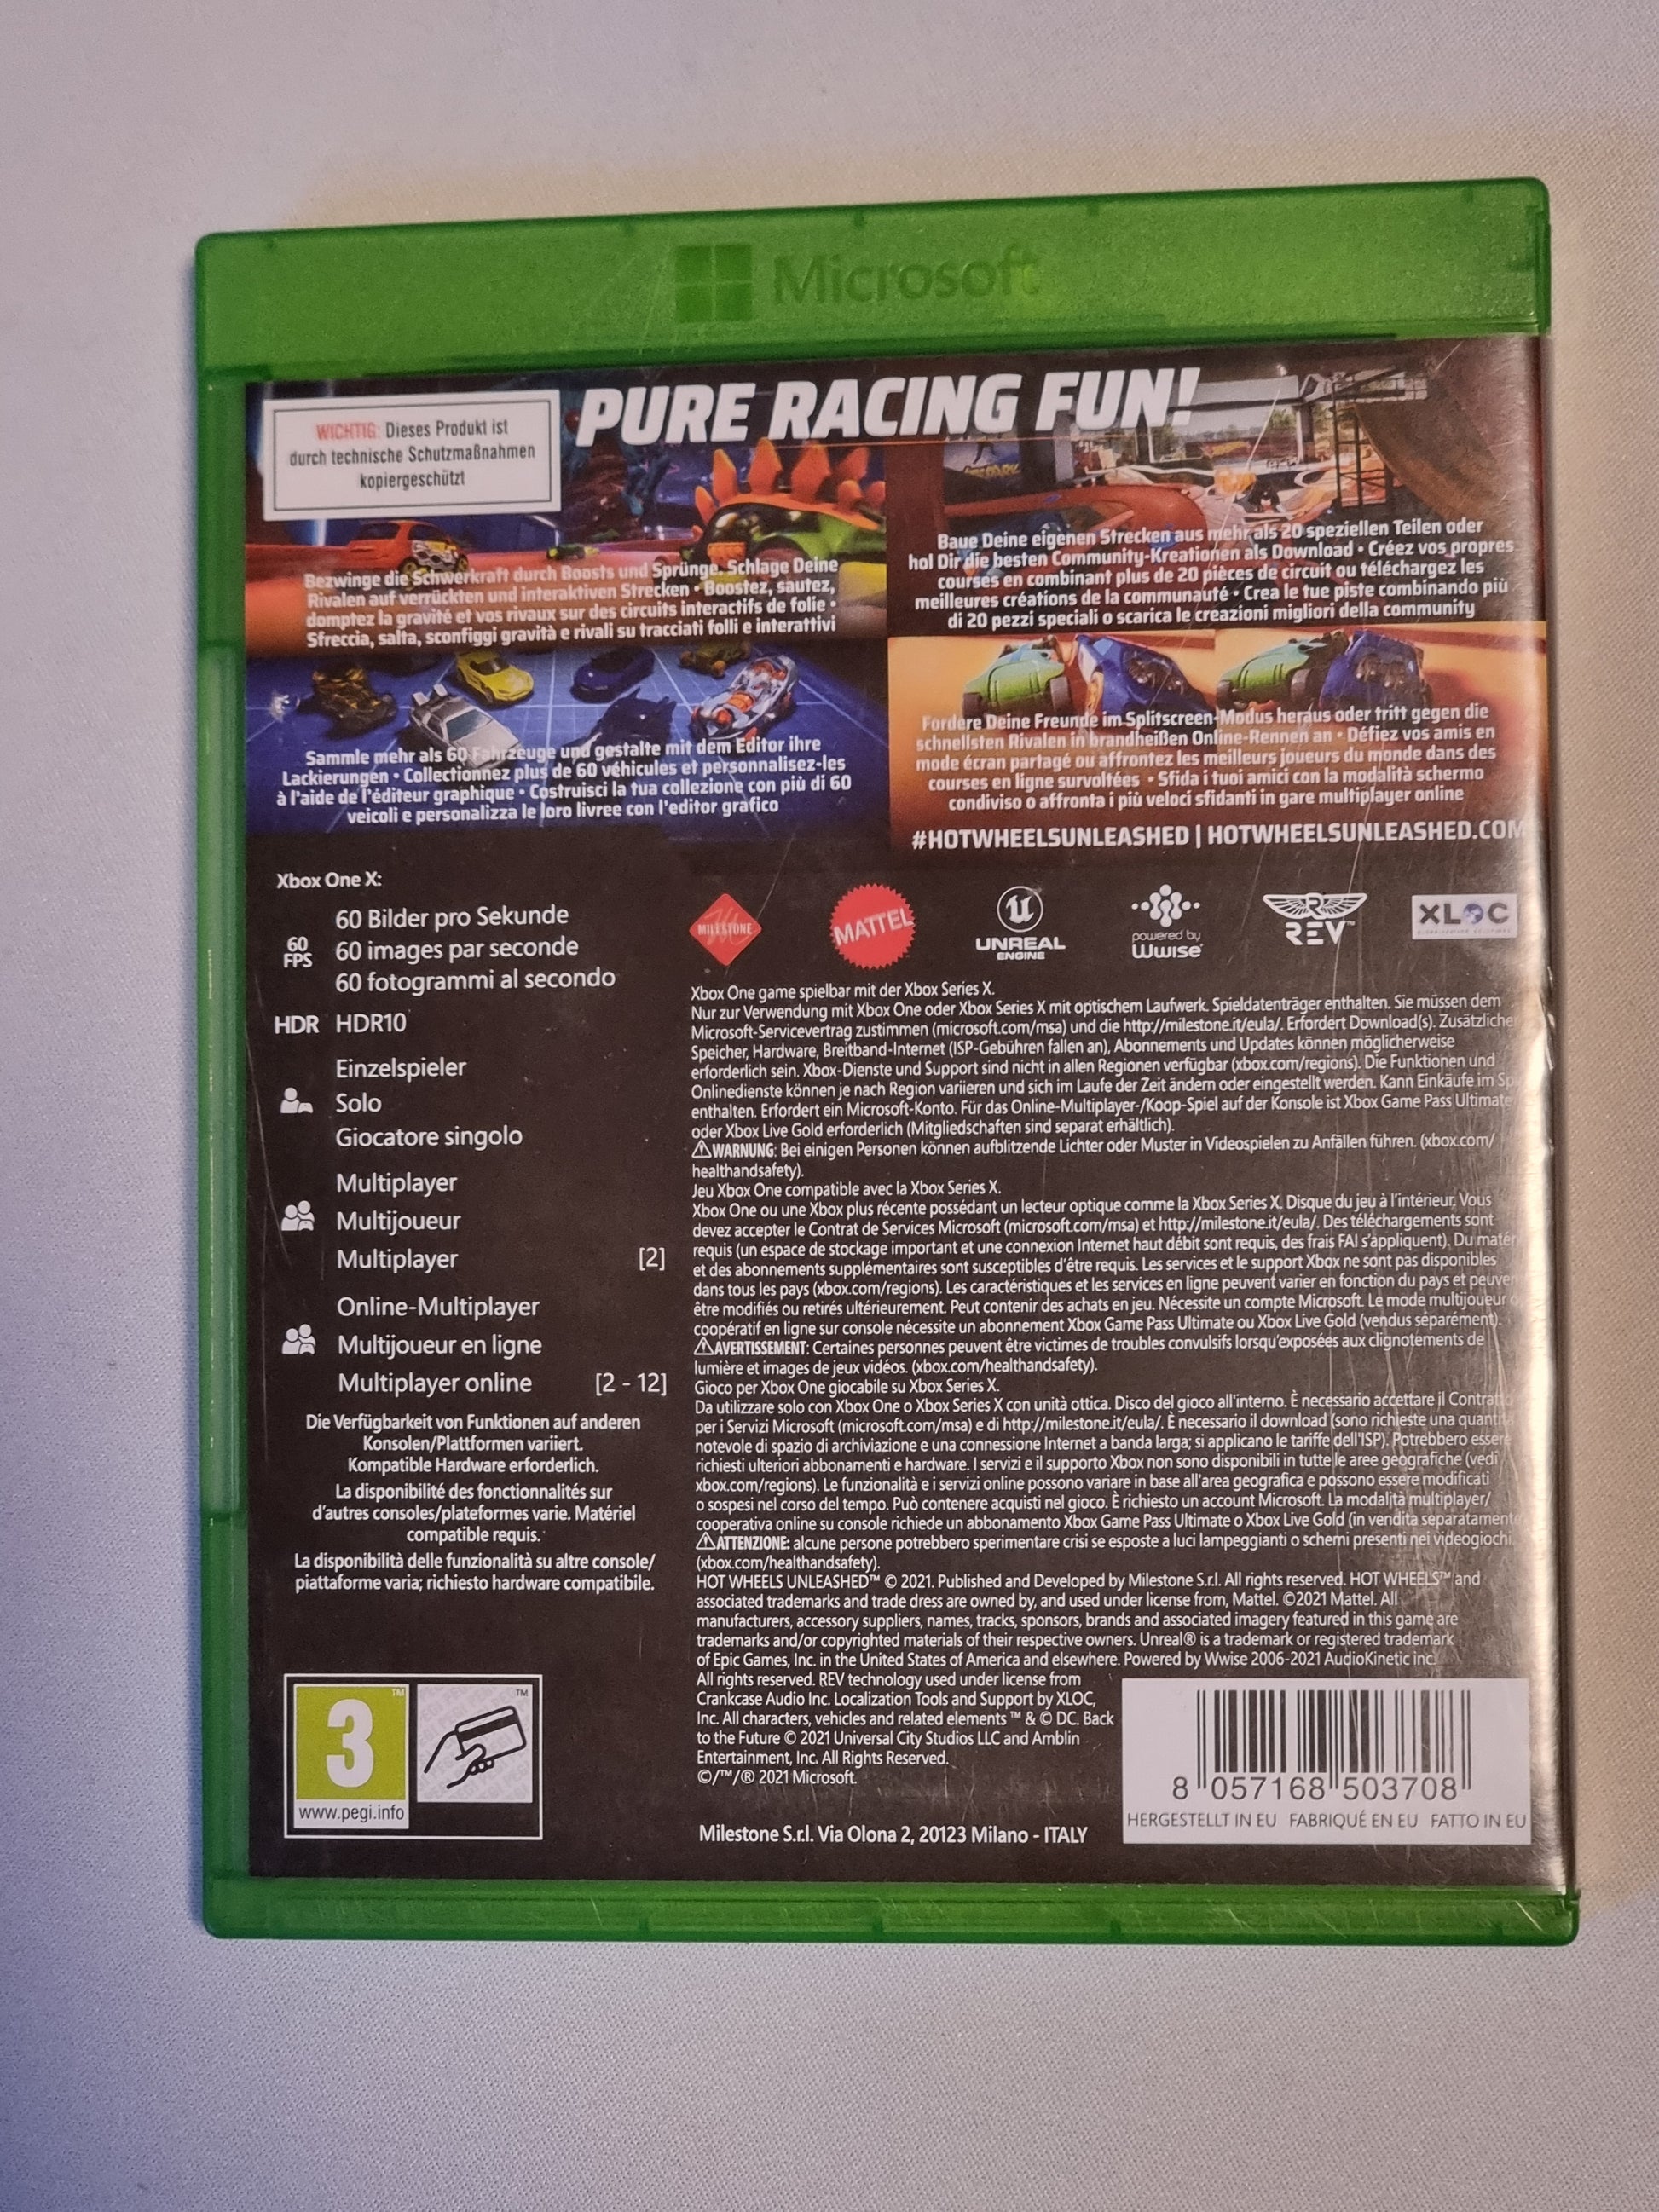 Microsoft
PURE RACING FUN!
WICHTIG: Dieses Produkt ist
durch technische Schutzmaßnahmen
kopiergeschützt
Bezwinge die Schwerkraft durch Boosts und Sprünge. Schlage Deine
Rivalen auf verrückten und interaktiven Strecken • Boostez, sautez,
domptez la gravité et vos rivaux sur des circuits interactifs de folie •
Sfreccia, salta, sconfiggi gravità e rivali su tracciati folli e interattivi
Baue Deine eigenen Strecken aus mehr als 20 speziellen Teilen oder
hol Dir die besten Community-Kreationen als Download • Créez vos propres
courses en combinant plus de 20 pièces de circuit ou téléchargez les
meilleures créations de la communauté • Crea le tue piste combinando più
di 20 pezzi speciali o scarica le creazioni migliori della community
Sammle mehr als 60 Fahrzeuge und gestalte mit dem Editor ihre
Lackierungen • Collectionnez plus de 60 véhicules et personnalisez-les
à l'aide de l'éditeur graphique • Costruisci la tua collezione con più di 60
veicoli e personalizza le loro livree con l'editor grafico
Fordere Deine Freunde im Splitscreen-Modus heraus oder tritt gegen die
schnellsten Rivalen in brandheißen Online-Rennen an • Défiez vos amis en
mode écran partagé ou affrontez les meilleurs joueurs du monde dans des
courses en ligne survoltées • Sfida i tuoi amici con la modalità schermo
condiviso o affronta i più veloci sfidanti in gare multiplayer online
#HOTWHEELSUNLEASHED | HOTWHEELSUNLEASHED.COM
Xbox One X:
60 FPS
60 Bilder pro Sekunde
60 images par seconde
60 fotogrammi al secondo
HDR HDR10
Einzelspieler
Solo
Giocatore singolo
Multiplayer
Multijoueur
Multiplayer [2]
Online-Multiplayer
Multijoueur en ligne
Multiplayer online [2 - 12]
Die Verfügbarkeit von Funktionen auf anderen
Konsolen/Plattformen variiert.
Kompatible Hardware erforderlich.
La disponibilité des fonctionnalités sur
d'autres consoles/plateformes varie. Matériel
compatible requis.
La disponibilità delle funzionalità su altre console/
piattaforme varia; richiesto hardware compatibile.
MILESTONE
MATTEL
UNREAL
ENGINE
powered by
Wwise
REV
XLOC
Xbox One game spielbar mit der Xbox Series X.
Nur zur Verwendung mit Xbox One oder Xbox Series X mit optischem Laufwerk. Spieldatenträger enthalten. Sie müssen dem
Microsoft-Servicevertrag zustimmen (microsoft.com/msa) und die http://milestone.it/eula/. Erfordert Download(s). Zusätzlicher
Speicher, Hardware, Breitband-Internet (ISP-Gebühren fallen an), Abonnements und Updates können möglicherweise
erforderlich sein. Xbox-Dienste und Support sind nicht in allen Regionen verfügbar (xbox.com/regions). Die Funktionen und
Onlinedienste können je nach Region variieren und sich im Laufe der Zeit ändern oder eingestellt werden. Kann Einkäufe im
enthalten. Erfordert ein Microsoft-Konto. Für das Online-Multiplayer-/Koop-Spiel auf der Konsole ist Xbox Game Pass Ultimate
oder Xbox Live Gold erforderlich (Mitgliedschaften sind separat erhältlich).
⚠WARNUNG: Bei einigen Personen können aufblitzende Lichter oder Muster in Videospielen zu Anfällen führen. (xbox.com/
healthandsafety).
Jeu Xbox One compatible avec la Xbox Series X.
Xbox One ou une Xbox plus récente possédant un lecteur optique comme la Xbox Series X. Disque du jeu à l'intérieur. Vous
devez accepter le Contrat de Services Microsoft (microsoft.com/msa) et http://milestone.it/eula/. Des téléchargements sont
requis (un espace de stockage important et une connexion Internet haut débit sont requis, des frais FAI s'appliquent). Du
et des abonnements supplémentaires sont susceptibles d'être requis. Les services et le support Xbox ne sont pas disponibles
dans tous les pays (xbox.com/regions). Les caractéristiques et les services en ligne peuvent varier en fonction du pays et
être modifiés ou retirés ultérieurement. Peut contenir des achats en jeu. Nécessite un compte Microsoft. Le mode multijoueur
coopératif en ligne sur console nécessite un abonnement Xbox Game Pass Ultimate ou Xbox Live Gold (vendus séparément).
⚠AVERTISSEMENT: Certaines personnes peuvent être victimes de troubles convulsifs lorsqu'exposées aux clignotements de
lumière et images de jeux vidéos. (xbox.com/healthandsafety).
Gioco per Xbox One giocabile su Xbox Series X.
Da utilizzare solo con Xbox One o Xbox Series X con unità ottica. Disco del gioco all'interno. È necessario accettare il Contratto
per i Servizi Microsoft (microsoft.com/msa) e di http://milestone.it/eula/. È necessario il download (sono richieste una quantità
notevole di spazio di archiviazione e una connessione Internet a banda larga; si applicano le tariffe dell'ISP). Potrebbero essere
richiesti ulteriori abbonamenti e hardware. I servizi e il supporto Xbox non sono disponibili in tutte le aree geografiche (vedi
xbox.com/regions). Le funzionalità e i servizi online possono variare in base all'area geografica e possono essere modificati
o sospesi nel corso del tempo. Può contenere acquisti nel gioco. È richiesto un account Microsoft. La modalità multiplayer/
cooperativa online su console richiede un abbonamento Xbox Game Pass Ultimate o Xbox Live Gold (in vendita separatamente
⚠ATTENZIONE: alcune persone potrebbero sperimentare crisi se esposte a luci lampeggianti o schemi presenti nei videogiochi.
(xbox.com/healthandsafety).
HOT WHEELS UNLEASHED™ © 2021. Published and Developed by Milestone S.r.l. All rights reserved. HOT WHEELS™ and
associated trademarks and trade dress are owned by, and used under license from, Mattel. ©2021 Mattel. All
manufacturers, accessory suppliers, names, tracks, sponsors, brands and associated imagery featured in this game are
trademarks and/or copyrighted materials of their respective owners. Unreal® is a trademark or registered trademark
of Epic Games, Inc. in the United States of America and elsewhere. Powered by Wwise 2006-2021 AudioKinetic inc.
All rights reserved. REV technology used under license from
Crankcase Audio Inc. Localization Tools and Support by XLOC,
Inc. All characters, vehicles and related elements ™ & © DC. Back
to the Future © 2021 Universal City Studios LLC and Amblin
Entertainment, Inc. All Rights Reserved.
©/™/® 2021 Microsoft.
Milestone S.r.l. Via Olona 2, 20123 Milano - ITALY
3
www.pegi.info
8 057168 503708
HERGESTELLT IN EU FABRIQUÉ EN EU FATTO IN EU